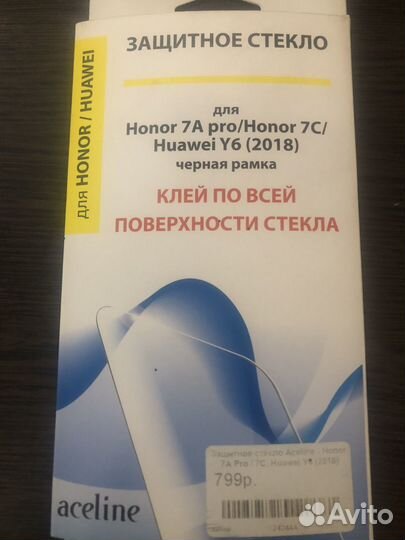 ЗАЩИТНОЕ СТЕКЛО
для HONOR / HUAWEI
для
Honor 7A pro/Honor 7C/
Huawei Y6 (2018)
черная рамка
КЛЕЙ ПО ВСЕЙ
ПОВЕРХНОСТИ СТЕКЛА
Защитное стекло Aceline - Honor
7A Pro / 7C, Huawei Y6 (2018)
799р.
aceline
Avito